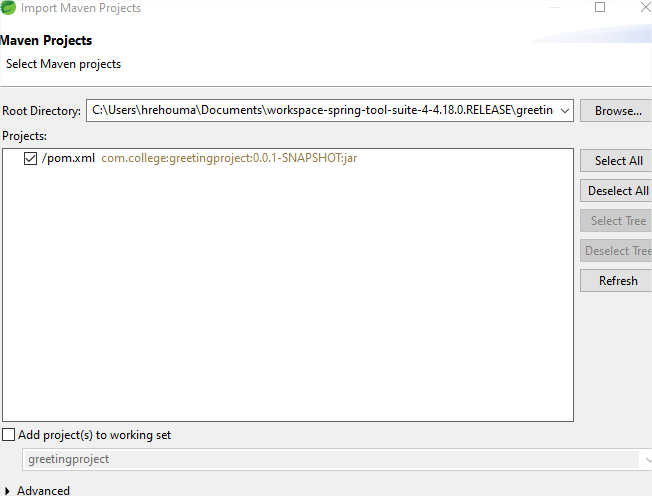 Import Maven Projects
Maven Projects
Select Maven projects
Root Directory: C:\Users\hrehouma\Documents\workspace-spring-tool-suite-4-4.18.0.RELEASE\greetin Browse...
Projects:
/pom.xml com.college:greetingproject:0.0.1-SNAPSHOT:jar
Select All
Deselect All
Select Tree
Deselect Tree
Refresh
Add project(s) to working set
greetingproject
Advanced